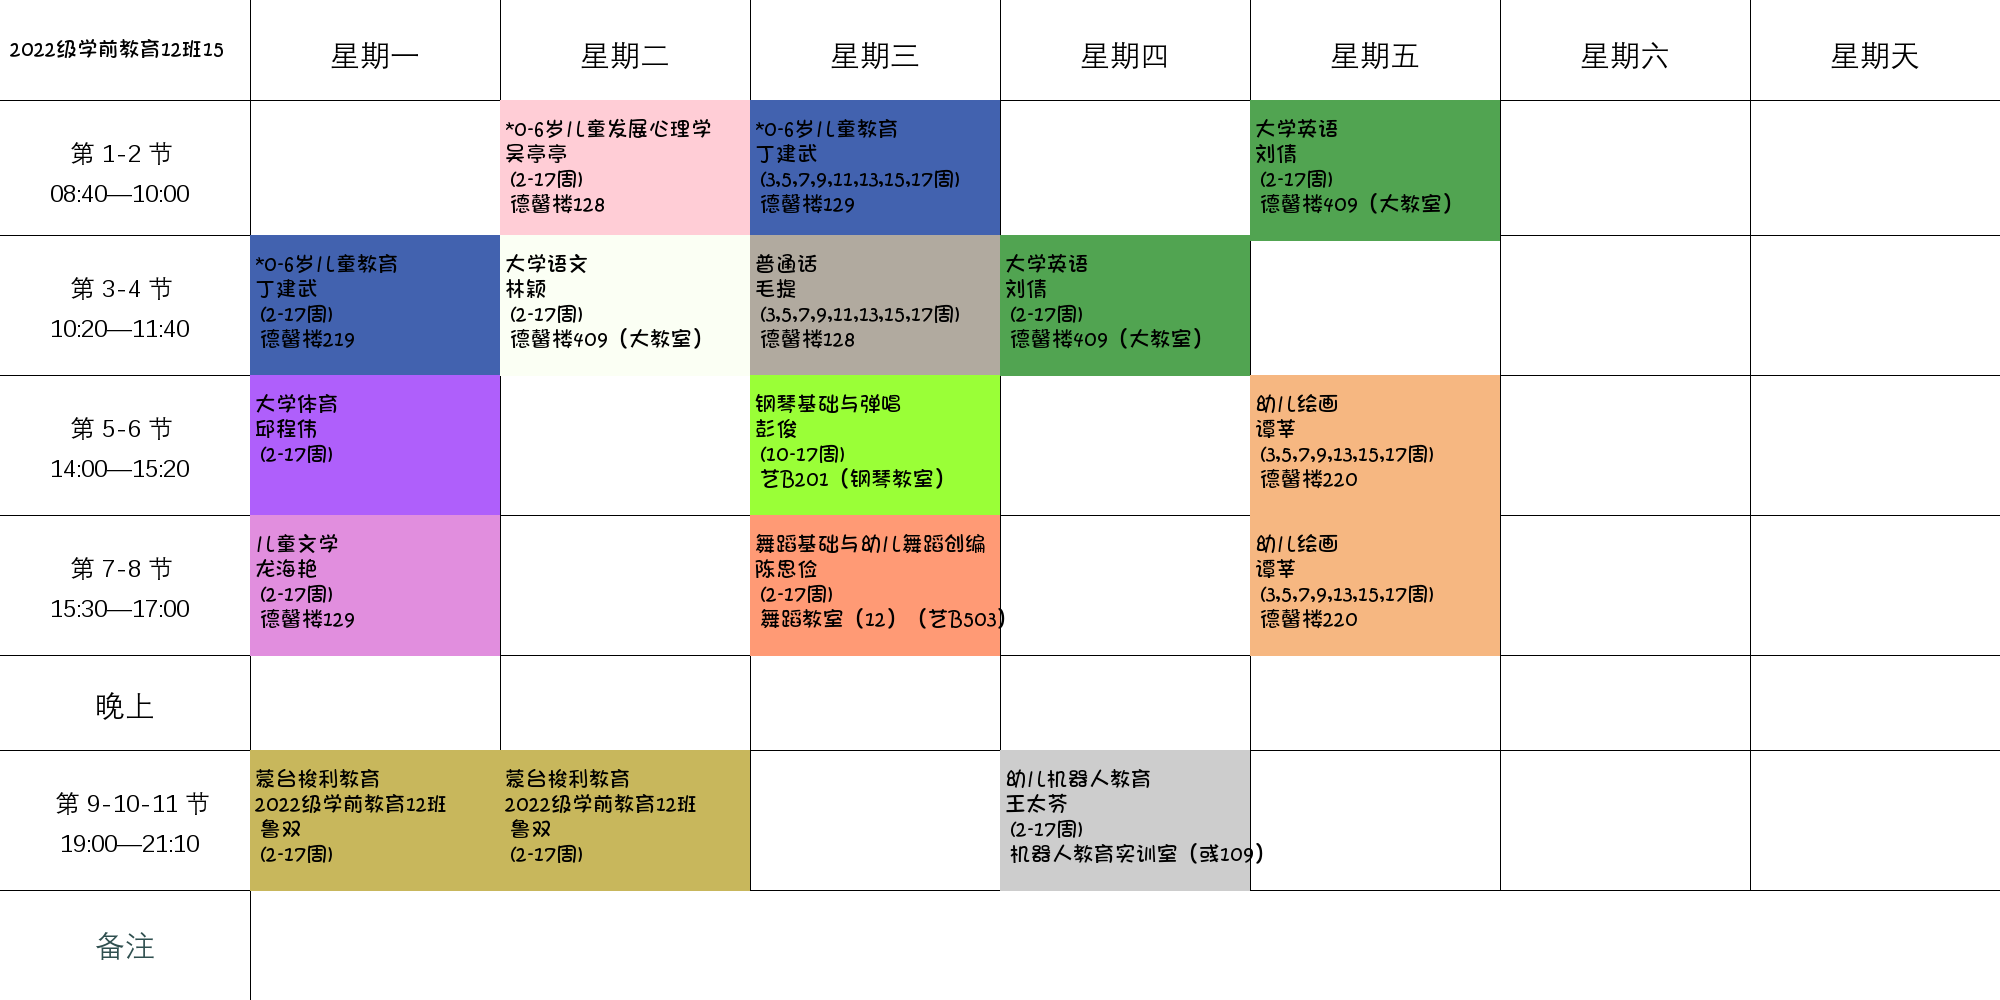 2022级学前教育12班15
星期一
星期二
星期三
星期四
星期五
星期六
星期天
第 1-2 节
08:40—10:00
*0-6岁儿童发展心理学
吴亭亭
(2-17周)
德馨楼128
*0-6岁儿童教育
丁建武
(3,5,7,9,11,13,15,17周)
德馨楼129
大学英语
刘倩
(2-17周)
德馨楼409（大教室）
第 3-4 节
10:20—11:40
*0-6岁儿童教育
丁建武
(2-17周)
德馨楼219
大学语文
林颖
(2-17周)
德馨楼409（大教室）
普通话
毛提
(3,5,7,9,11,13,15,17周)
德馨楼128
大学英语
刘倩
(2-17周)
德馨楼409（大教室）
第 5-6 节
14:00—15:20
大学体育
邱程伟
(2-17周)
钢琴基础与弹唱
彭俊
(10-17周)
艺B201（钢琴教室）
幼儿绘画
谭莘
(3,5,7,9,13,15,17周)
德馨楼220
第 7-8 节
15:30—17:00
儿童文学
龙海艳
(2-17周)
德馨楼129
舞蹈基础与幼儿舞蹈创编
陈思俭
(2-17周)
舞蹈教室（12）（艺B503）
幼儿绘画
谭莘
(3,5,7,9,13,15,17周)
德馨楼220
晚上
第 9-10-11 节
19:00—21:10
蒙台梭利教育
2022级学前教育12班
鲁双
(2-17周)
蒙台梭利教育
2022级学前教育12班
鲁双
(2-17周)
幼儿机器人教育
王太芬
(2-17周)
机器人教育实训室（彧109）
备注